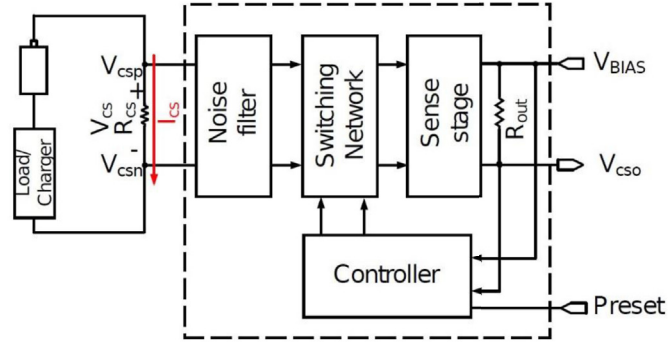 Load/
Charger
V_cs
R_cs
+
-
V_csp
V_csn
I_cs
Noise
filter
Switching
Network
Sense
stage
R_out
V_BIAS
V_cso
Controller
Preset